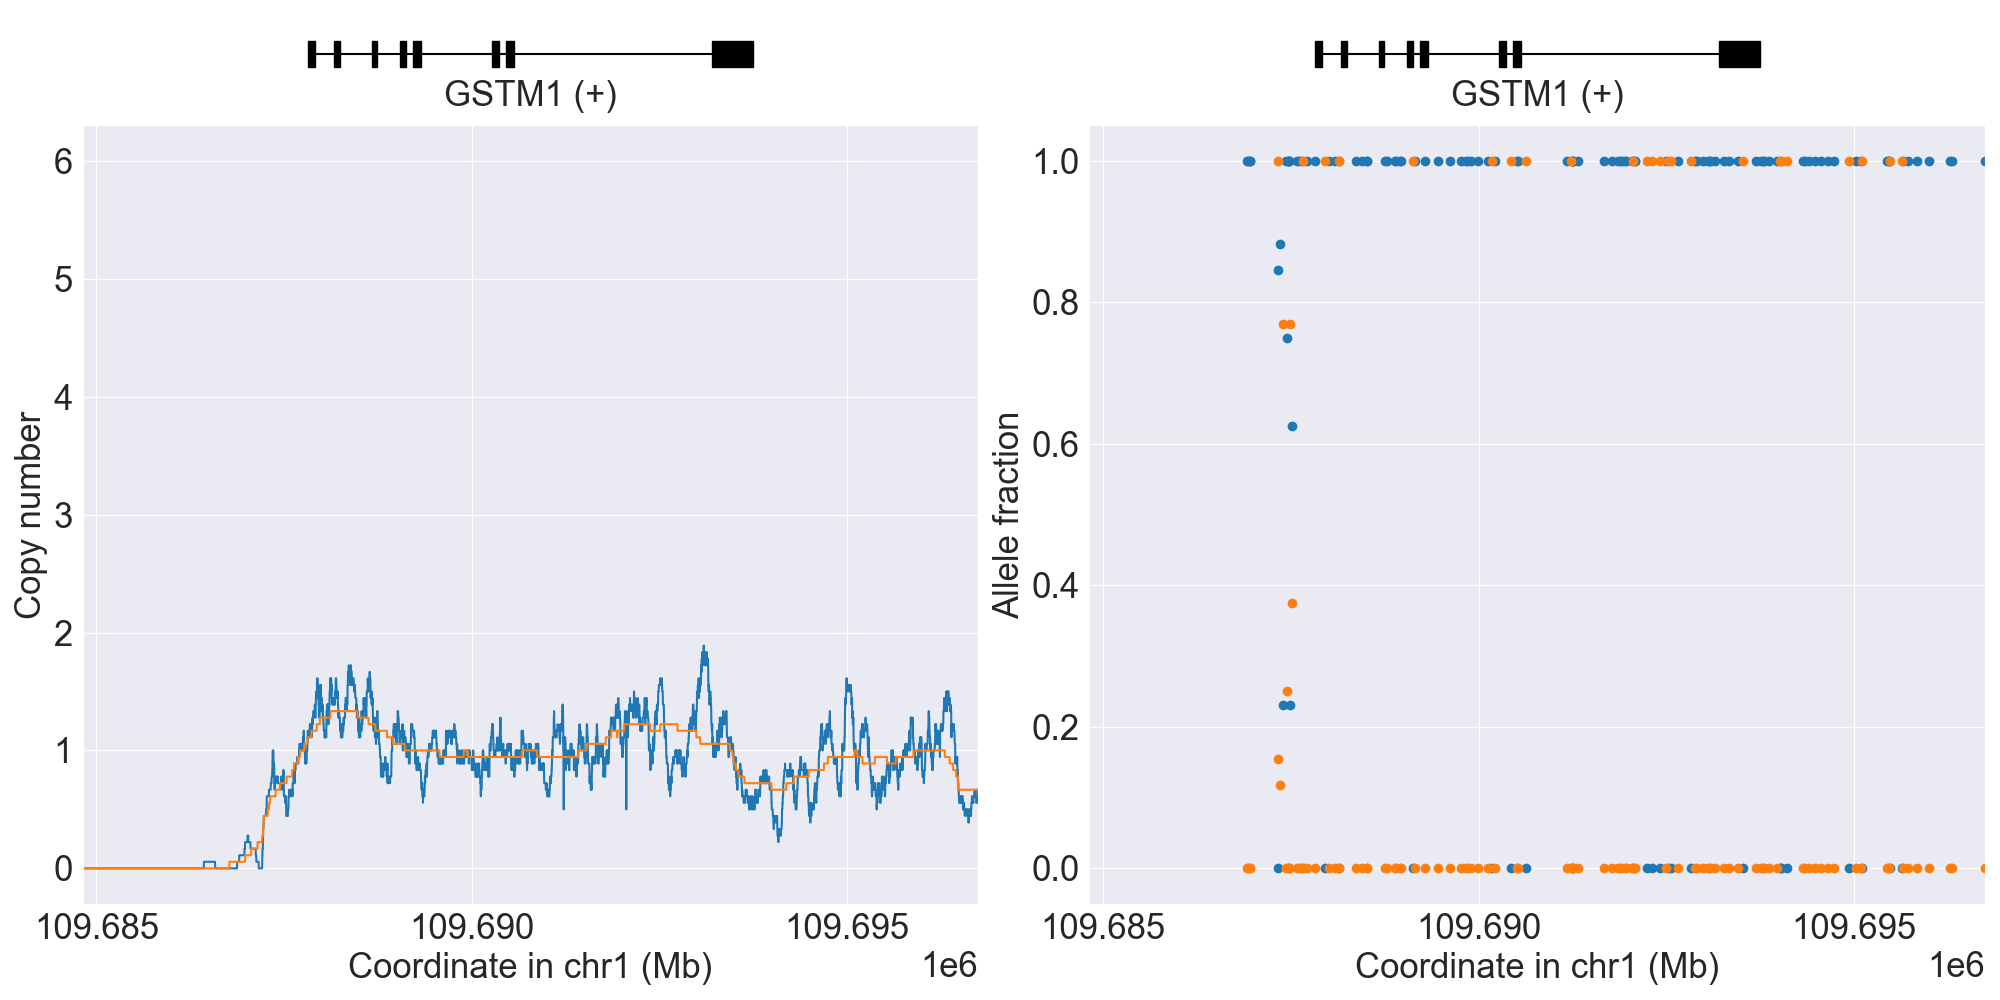 GSTM1 (+)
6
5
4
3
2
1
0
Copy number
109.685 109.690 109.695
Coordinate in chr1 (Mb)
1e6
GSTM1 (+)
1.0
0.8
0.6
0.4
0.2
0.0
Allele fraction
109.685 109.690 109.695
Coordinate in chr1 (Mb)
1e6